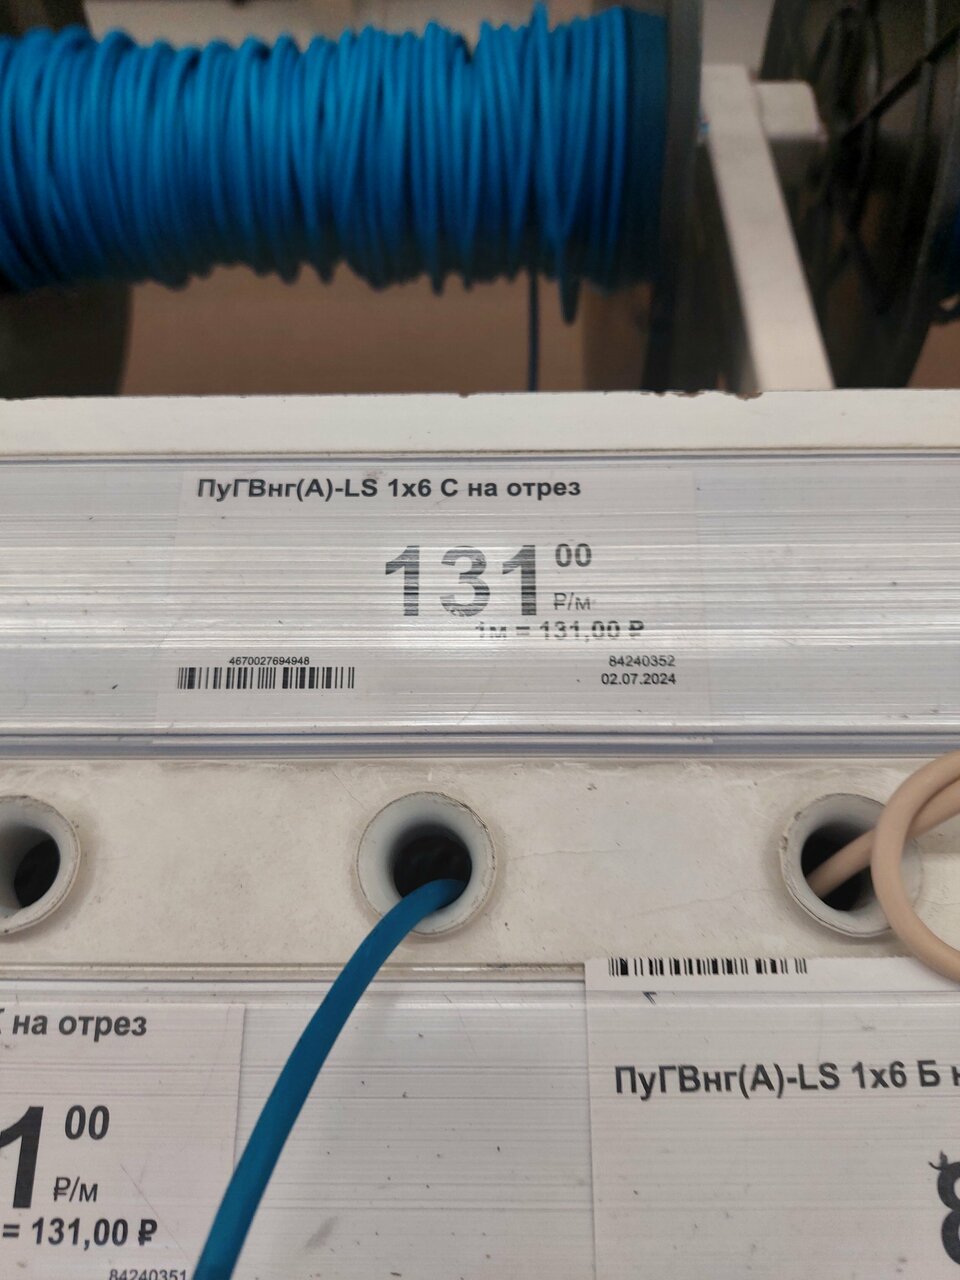 ПуГВнг(А)-LS 1х6 С на отрез
131 00
₽/м
1м = 131,00 ₽
4670027694948
84240352
02.07.2024
на отрез
1 00
₽/м
= 131,00 ₽
84240351
ПуГВнг(А)-LS 1х6 Б